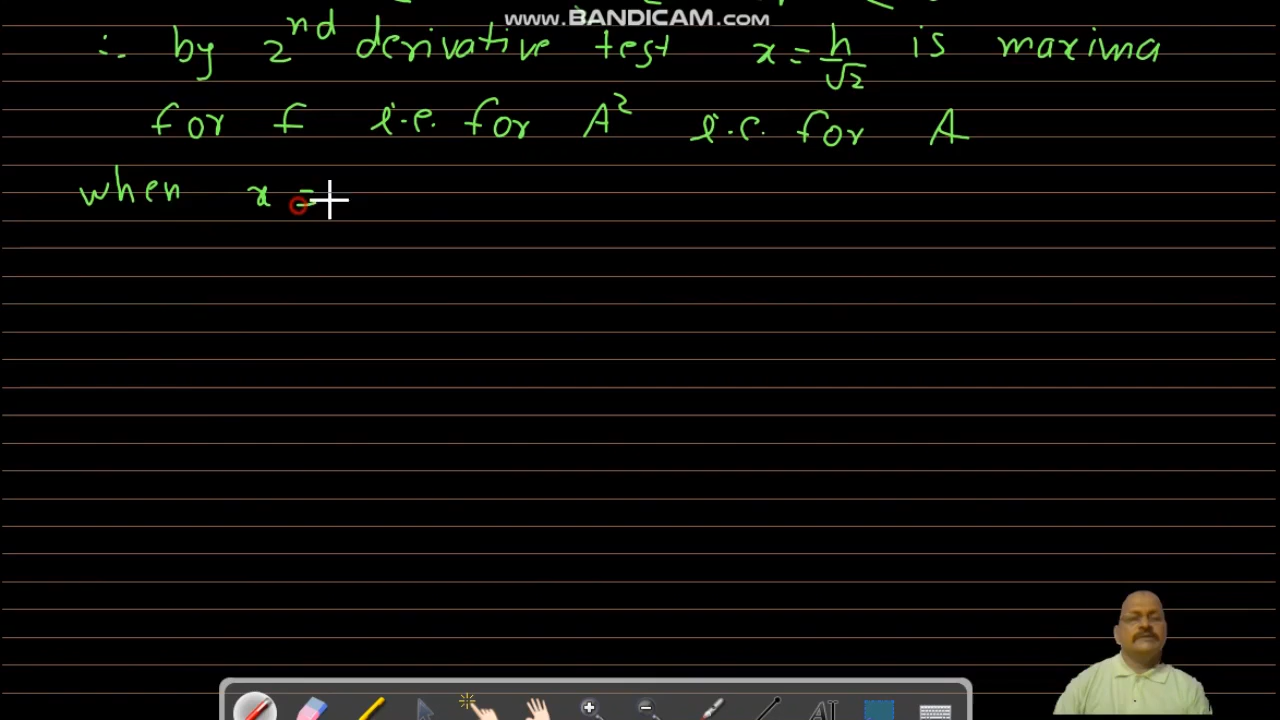 www.BANDICAM.com
∴ by 2nd derivative test x = h/√2 is maxima
for f i.e. for A² i.e. for A
when x =